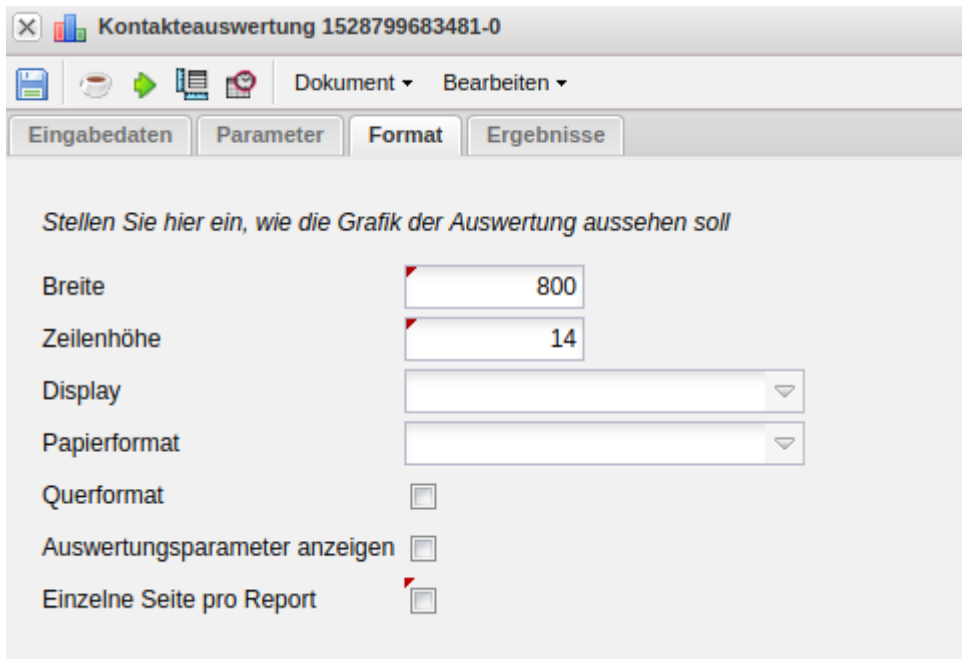 Kontakteauswertung 1528799683481-0
Dokument Bearbeiten
Eingabedaten Parameter Format Ergebnisse
Stellen Sie hier ein, wie die Grafik der Auswertung aussehen soll
Breite 800
Zeilenhöhe 14
Display
Papierformat
Querformat
Auswertungsparameter anzeigen
Einzelne Seite pro Report